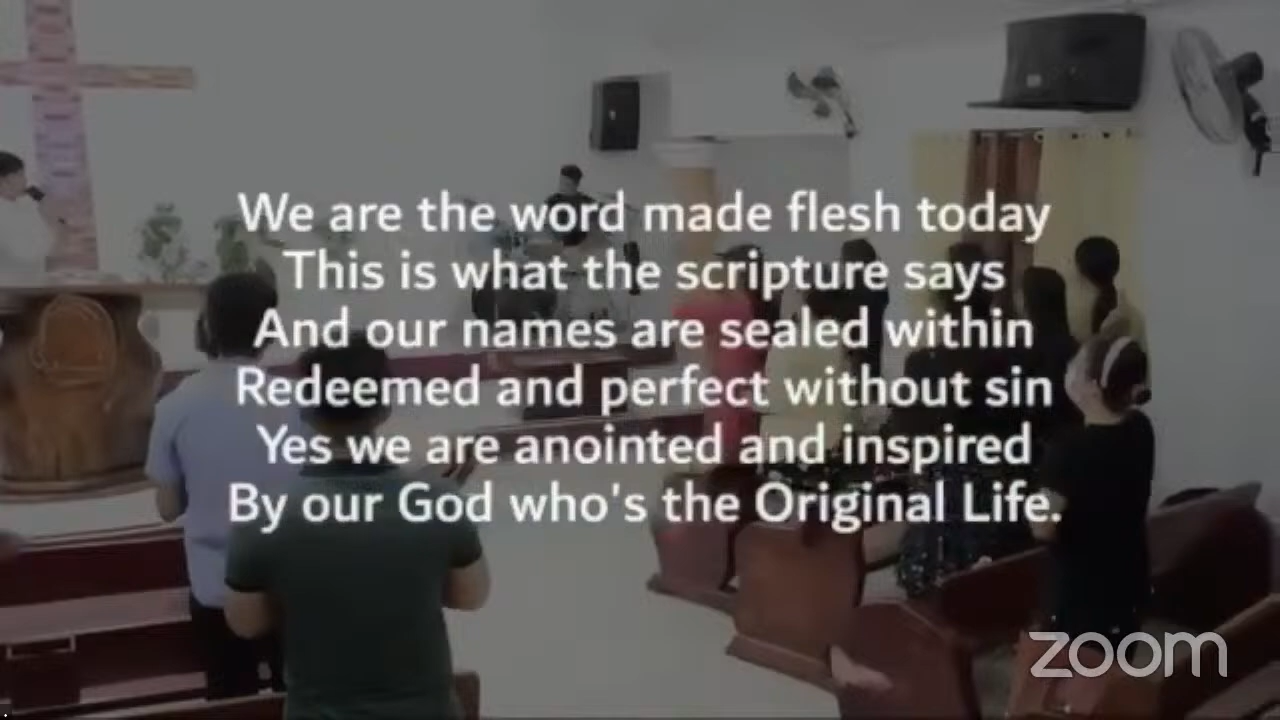 We are the word made flesh today
This is what the scripture says
And our names are sealed within
Redeemed and perfect without sin
Yes we are anointed and inspired
By our God who's the Original Life.
zoom